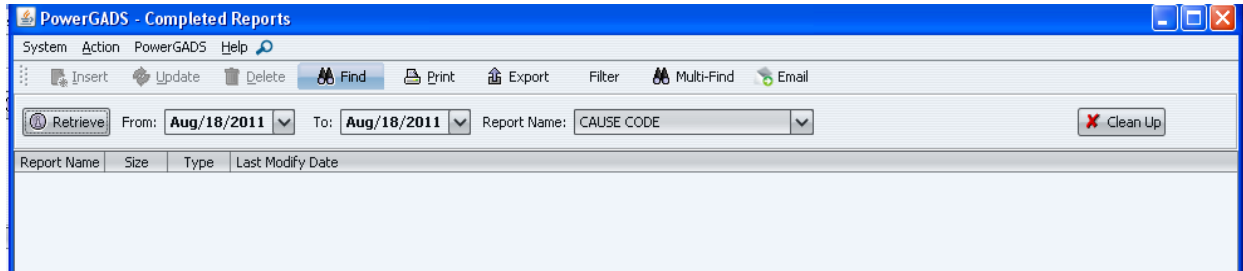 PowerGADS - Completed Reports
System Action PowerGADS Help
Insert Update Delete Find Print Export Filter Multi-Find Email
Retrieve From: Aug/18/2011 To: Aug/18/2011 Report Name: CAUSE CODE Clean Up
Report Name Size Type Last Modify Date